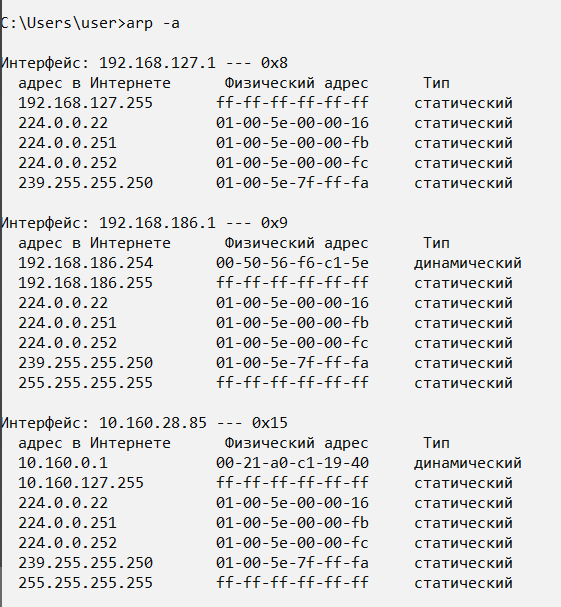 C:\Users\user>arp -a
Интерфейс: 192.168.127.1 --- 0x8
адрес в Интернете Физический адрес Тип
192.168.127.255 ff-ff-ff-ff-ff-ff статический
224.0.0.22 01-00-5e-00-00-16 статический
224.0.0.251 01-00-5e-00-00-fb статический
224.0.0.252 01-00-5e-00-00-fc статический
239.255.255.250 01-00-5e-7f-ff-fa статический
Интерфейс: 192.168.186.1 --- 0x9
адрес в Интернете Физический адрес Тип
192.168.186.254 00-50-56-f6-c1-5e динамический
192.168.186.255 ff-ff-ff-ff-ff-ff статический
224.0.0.22 01-00-5e-00-00-16 статический
224.0.0.251 01-00-5e-00-00-fb статический
224.0.0.252 01-00-5e-00-00-fc статический
239.255.255.250 01-00-5e-7f-ff-fa статический
255.255.255.255 ff-ff-ff-ff-ff-ff статический
Интерфейс: 10.160.28.85 --- 0x15
адрес в Интернете Физический адрес Тип
10.160.0.1 00-21-a0-c1-19-40 динамический
10.160.127.255 ff-ff-ff-ff-ff-ff статический
224.0.0.22 01-00-5e-00-00-16 статический
224.0.0.251 01-00-5e-00-00-fb статический
224.0.0.252 01-00-5e-00-00-fc статический
239.255.255.250 01-00-5e-7f-ff-fa статический
255.255.255.255 ff-ff-ff-ff-ff-ff статический